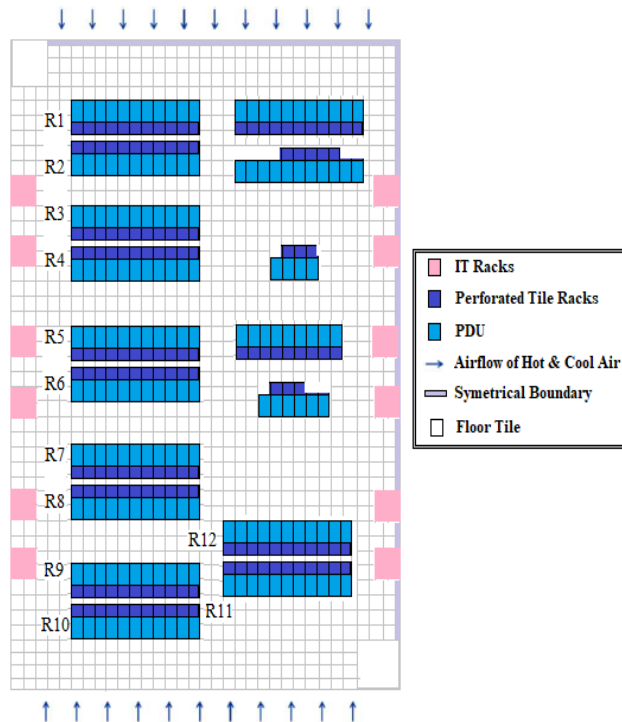 R1
R2
R3
R4
IT Racks
Perforated Tile Racks
PDU
R5
Airflow of Hot & Cool Air
R6
Symetrical Boundary
Floor Tile
R7
R8
R12
R9
R11
R10